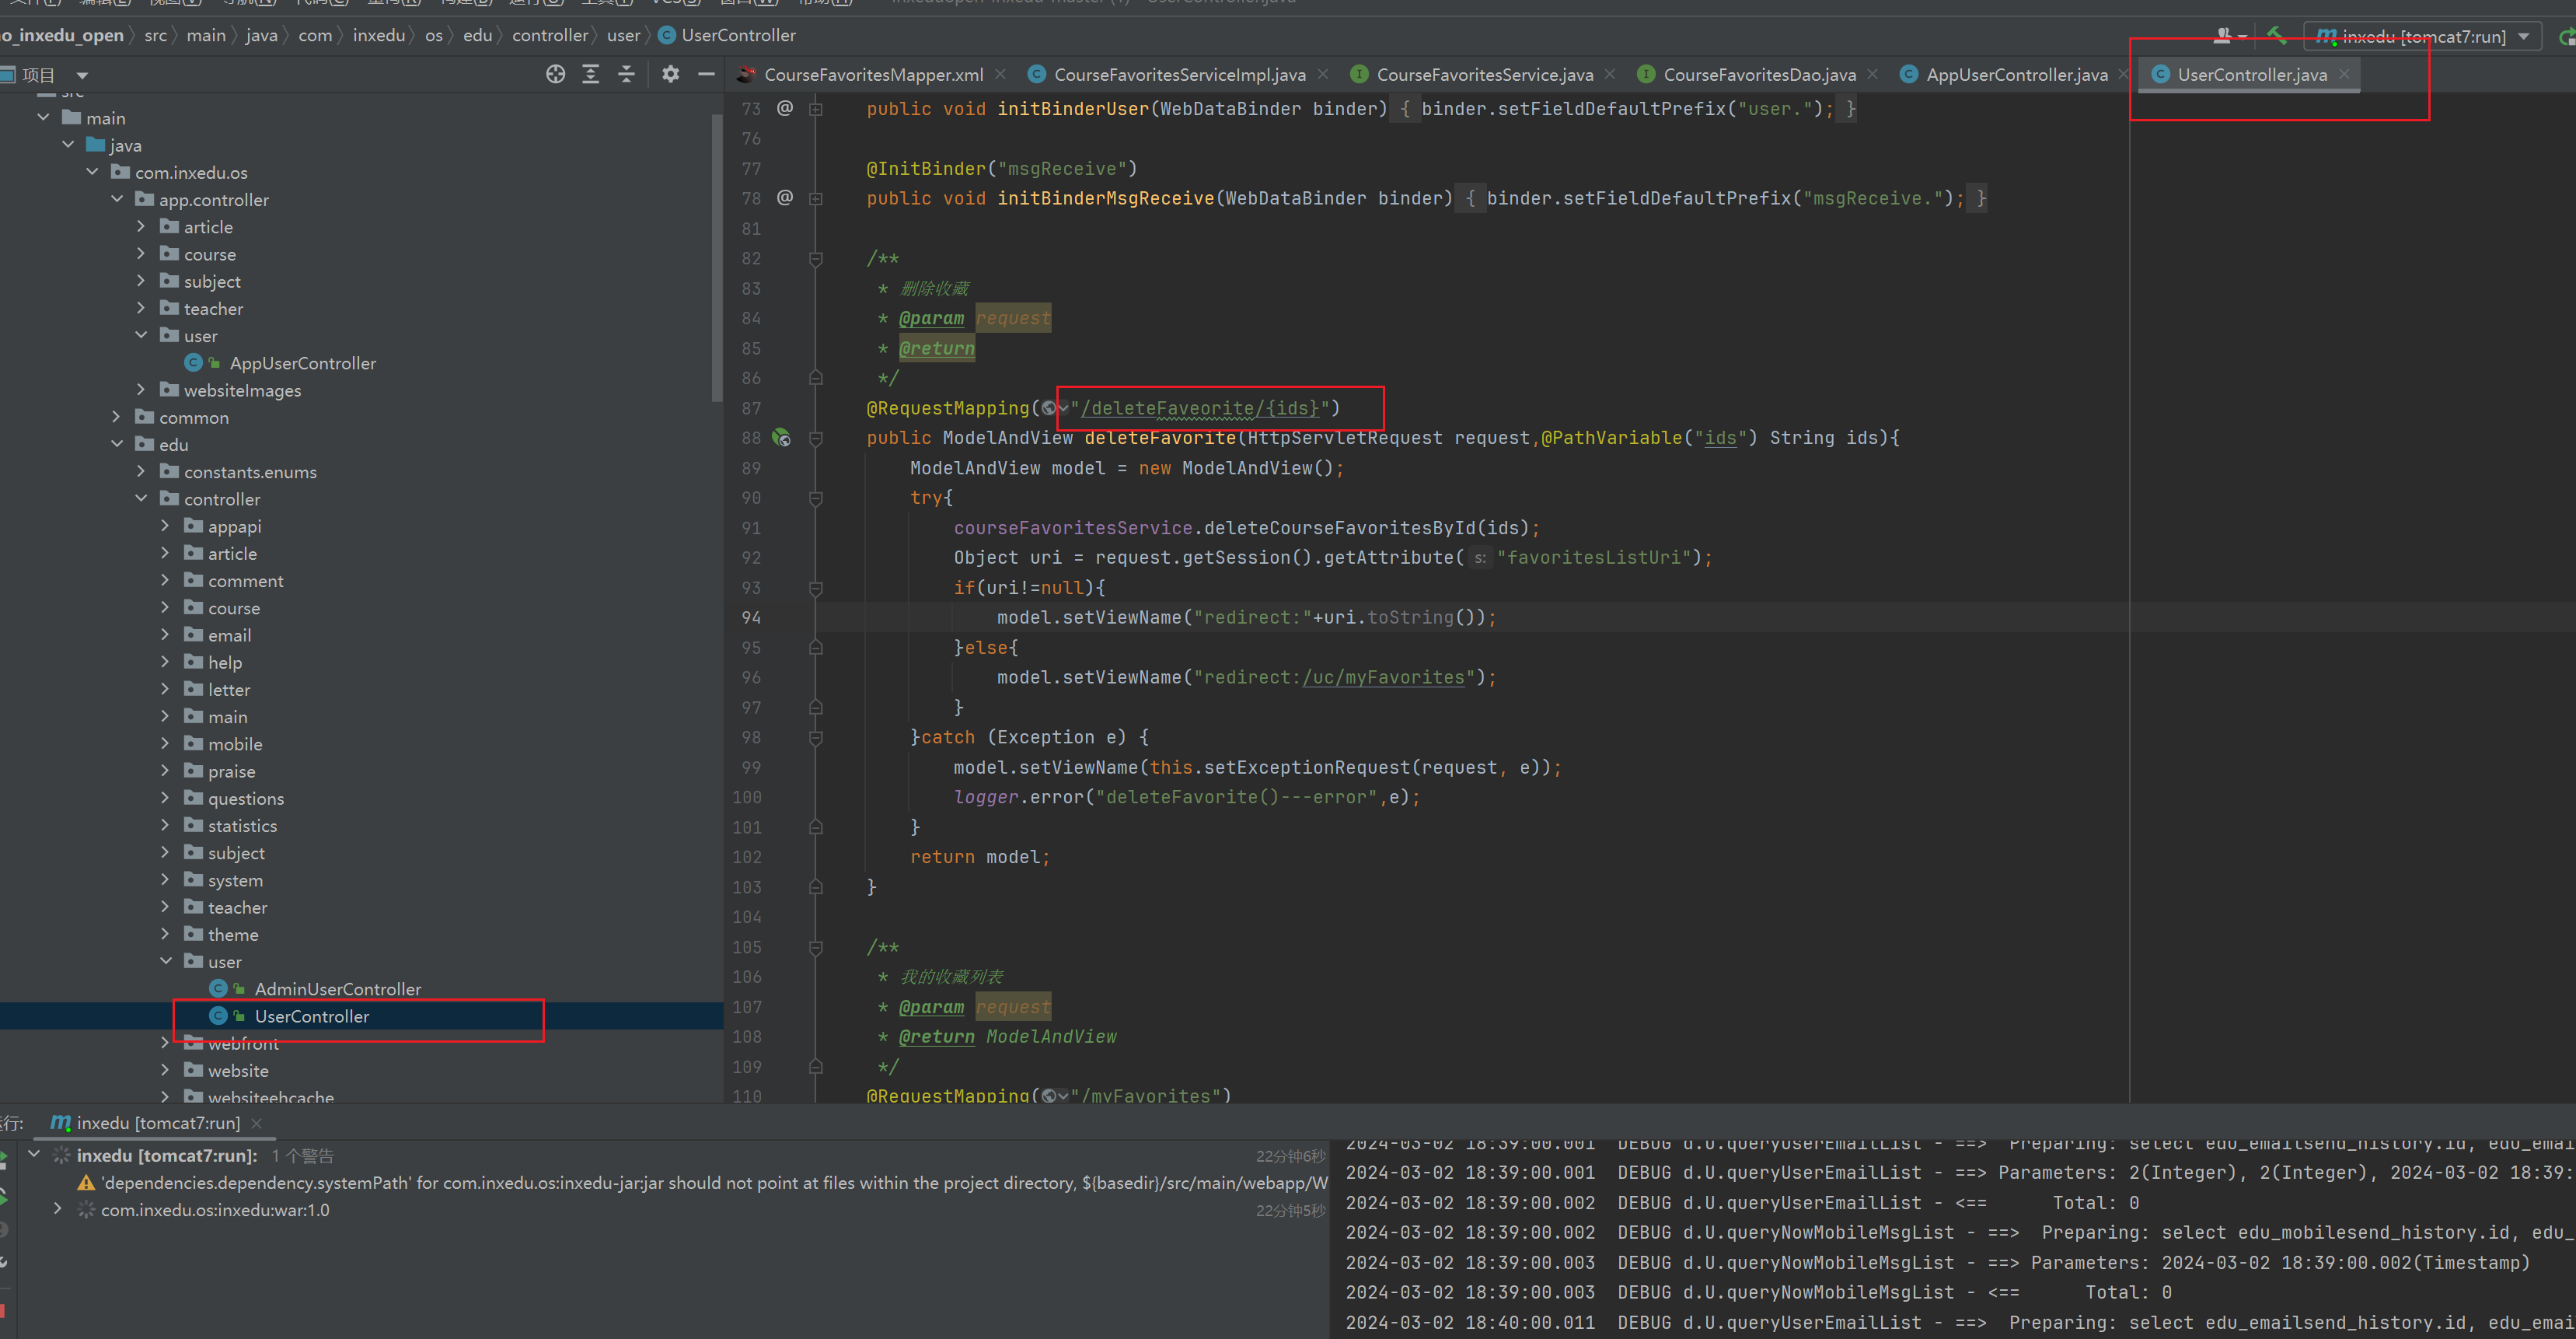 inxeduopen-inxedu-master (1) - UserController.java
o_inxedu_open src main java com inxedu os edu controller user UserController
inxedu [tomcat7:run]
项目
CourseFavoritesMapper.xml CourseFavoritesServiceImpl.java CourseFavoritesService.java CourseFavoritesDao.java AppUserController.java UserController.java
src
main
java
com.inxedu.os
app.controller
article
course
subject
teacher
user
AppUserController
websiteImages
common
edu
constants.enums
controller
appapi
article
comment
course
email
help
letter
main
mobile
praise
questions
statistics
subject
system
teacher
theme
user
AdminUserController
UserController
webfront
website
websiteehcache
73 @ public void initBinderUser(WebDataBinder binder) { binder.setFieldDefaultPrefix("user."); }
76
77 @InitBinder("msgReceive")
78 @ public void initBinderMsgReceive(WebDataBinder binder) { binder.setFieldDefaultPrefix("msgReceive."); }
81
82 /**
83 * 删除收藏
84 * @param request
85 * @return
86 */
87 @RequestMapping("/deleteFaveorite/{ids}")
88 public ModelAndView deleteFavorite(HttpServletRequest request,@PathVariable("ids") String ids){
89 ModelAndView model = new ModelAndView();
90 try{
91 courseFavoritesService.deleteCourseFavoritesById(ids);
92 Object uri = request.getSession().getAttribute( s: "favoritesListUri");
93 if(uri!=null){
94 model.setViewName("redirect:"+uri.toString());
95 }else{
96 model.setViewName("redirect:/uc/myFavorites");
97 }
98 }catch (Exception e) {
99 model.setViewName(this.setExceptionRequest(request, e));
100 logger.error("deleteFavorite()---error",e);
101 }
102 return model;
103 }
104
105 /**
106 * 我的收藏列表
107 * @param request
108 * @return ModelAndView
109 */
110 @RequestMapping("/myFavorites")
行: inxedu [tomcat7:run]
inxedu [tomcat7:run]: 1 个警告 22分钟6秒
'dependencies.dependency.systemPath' for com.inxedu.os:inxedu-jar:jar should not point at files within the project directory, ${basedir}/src/main/webapp/W
com.inxedu.os:inxedu:war:1.0 22分钟5秒
2024-03-02 18:39:00.001 DEBUG d.U.queryUserEmailList - ==> Preparing: select edu_emailsend_history.id, edu_emai
2024-03-02 18:39:00.001 DEBUG d.U.queryUserEmailList - ==> Parameters: 2(Integer), 2(Integer), 2024-03-02 18:39:
2024-03-02 18:39:00.002 DEBUG d.U.queryUserEmailList - <== Total: 0
2024-03-02 18:39:00.002 DEBUG d.U.queryNowMobileMsgList - ==> Preparing: select edu_mobilesend_history.id, edu_
2024-03-02 18:39:00.003 DEBUG d.U.queryNowMobileMsgList - ==> Parameters: 2024-03-02 18:39:00.002(Timestamp)
2024-03-02 18:39:00.003 DEBUG d.U.queryNowMobileMsgList - <== Total: 0
2024-03-02 18:40:00.011 DEBUG d.U.queryUserEmailList - ==> Preparing: select edu_emailsend_history.id, edu_emai